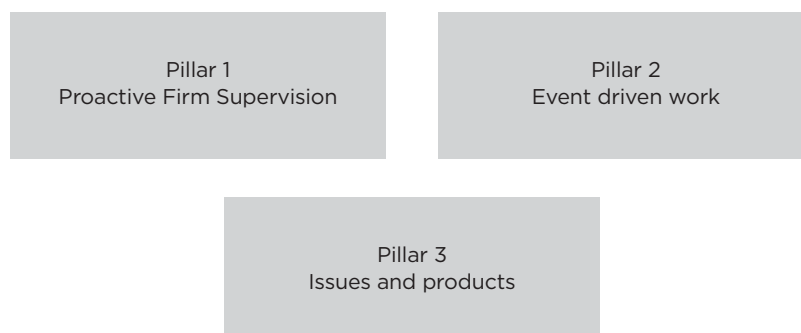 Pillar 1
Proactive Firm Supervision
Pillar 2
Event driven work
Pillar 3
Issues and products